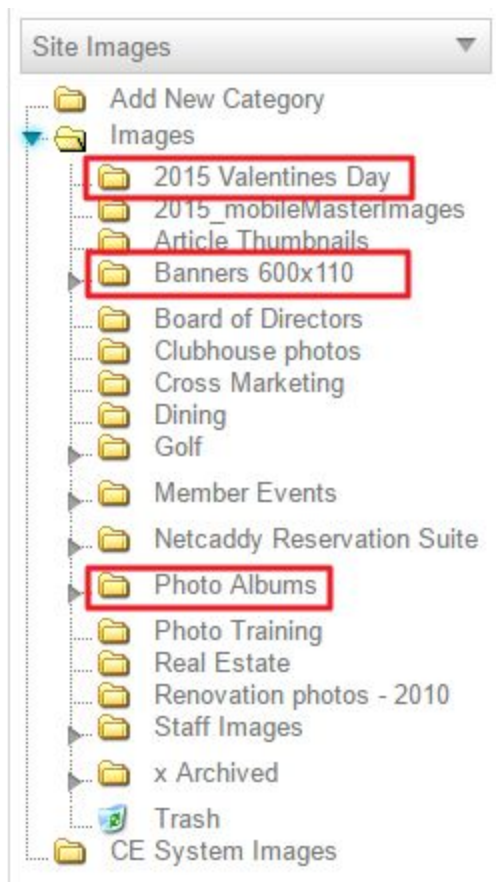 Site Images
Add New Category
Images
2015 Valentines Day
2015_mobileMasterImages
Article Thumbnails
Banners 600x110
Board of Directors
Clubhouse photos
Cross Marketing
Dining
Golf
Member Events
Netcaddy Reservation Suite
Photo Albums
Photo Training
Real Estate
Renovation photos - 2010
Staff Images
x Archived
Trash
CE System Images